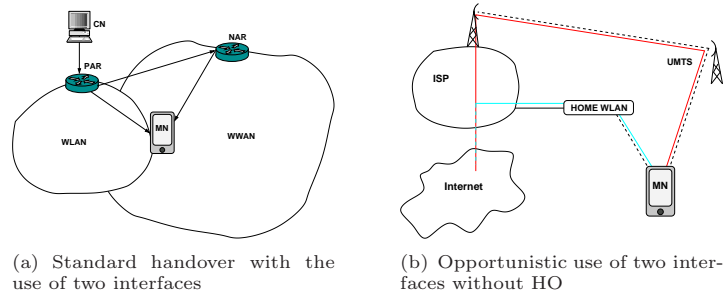 CN
NAR
PAR
MN
WLAN
WWAN
(a) Standard handover with the
use of two interfaces
ISP
UMTS
HOME WLAN
Internet
MN
(b) Opportunistic use of two inter-
faces without HO